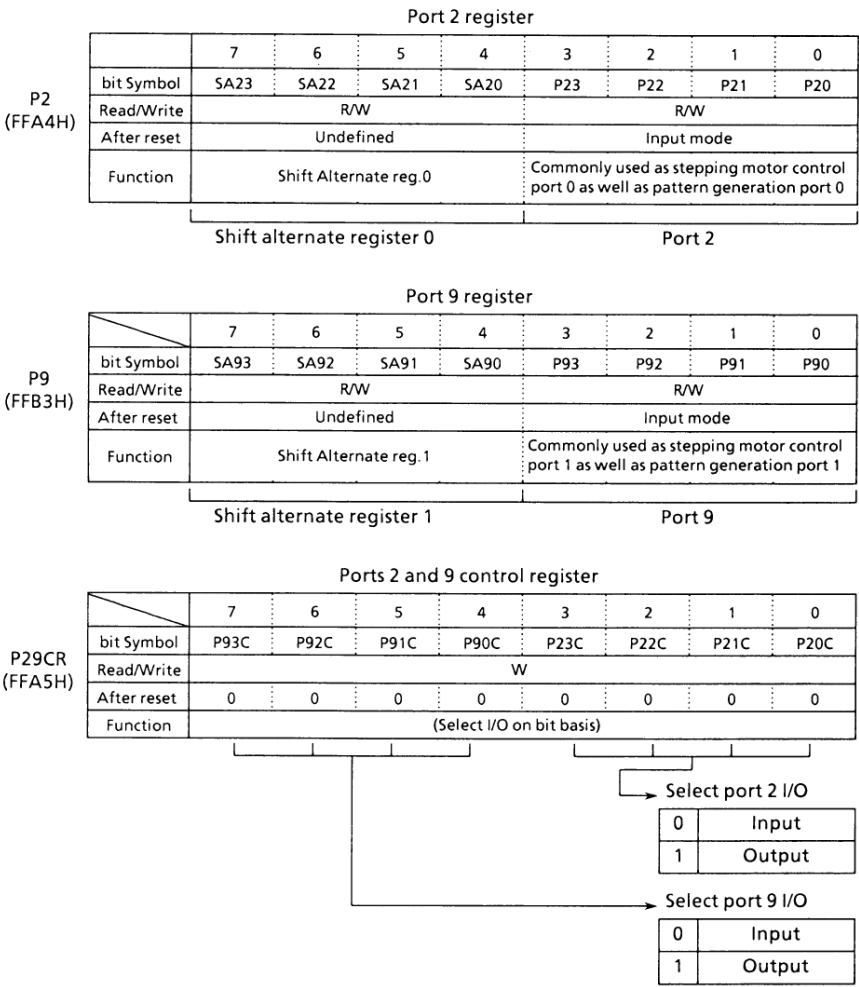 Port 2 register
7 6 5 4 3 2 1 0
P2
(FFA4H)
bit Symbol SA23 SA22 SA21 SA20 P23 P22 P21 P20
Read/Write R/W R/W
After reset Undefined Input mode
Function Shift Alternate reg.0 Commonly used as stepping motor control
port 0 as well as pattern generation port 0
Shift alternate register 0 Port 2
Port 9 register
7 6 5 4 3 2 1 0
P9
(FFB3H)
bit Symbol SA93 SA92 SA91 SA90 P93 P92 P91 P90
Read/Write R/W R/W
After reset Undefined Input mode
Function Shift Alternate reg.1 Commonly used as stepping motor control
port 1 as well as pattern generation port 1
Shift alternate register 1 Port 9
Ports 2 and 9 control register
7 6 5 4 3 2 1 0
P29CR
(FFA5H)
bit Symbol P93C P92C P91C P90C P23C P22C P21C P20C
Read/Write W
After reset 0 0 0 0 0 0 0 0
Function (Select I/O on bit basis)
Select port 2 I/O
0 Input
1 Output
Select port 9 I/O
0 Input
1 Output